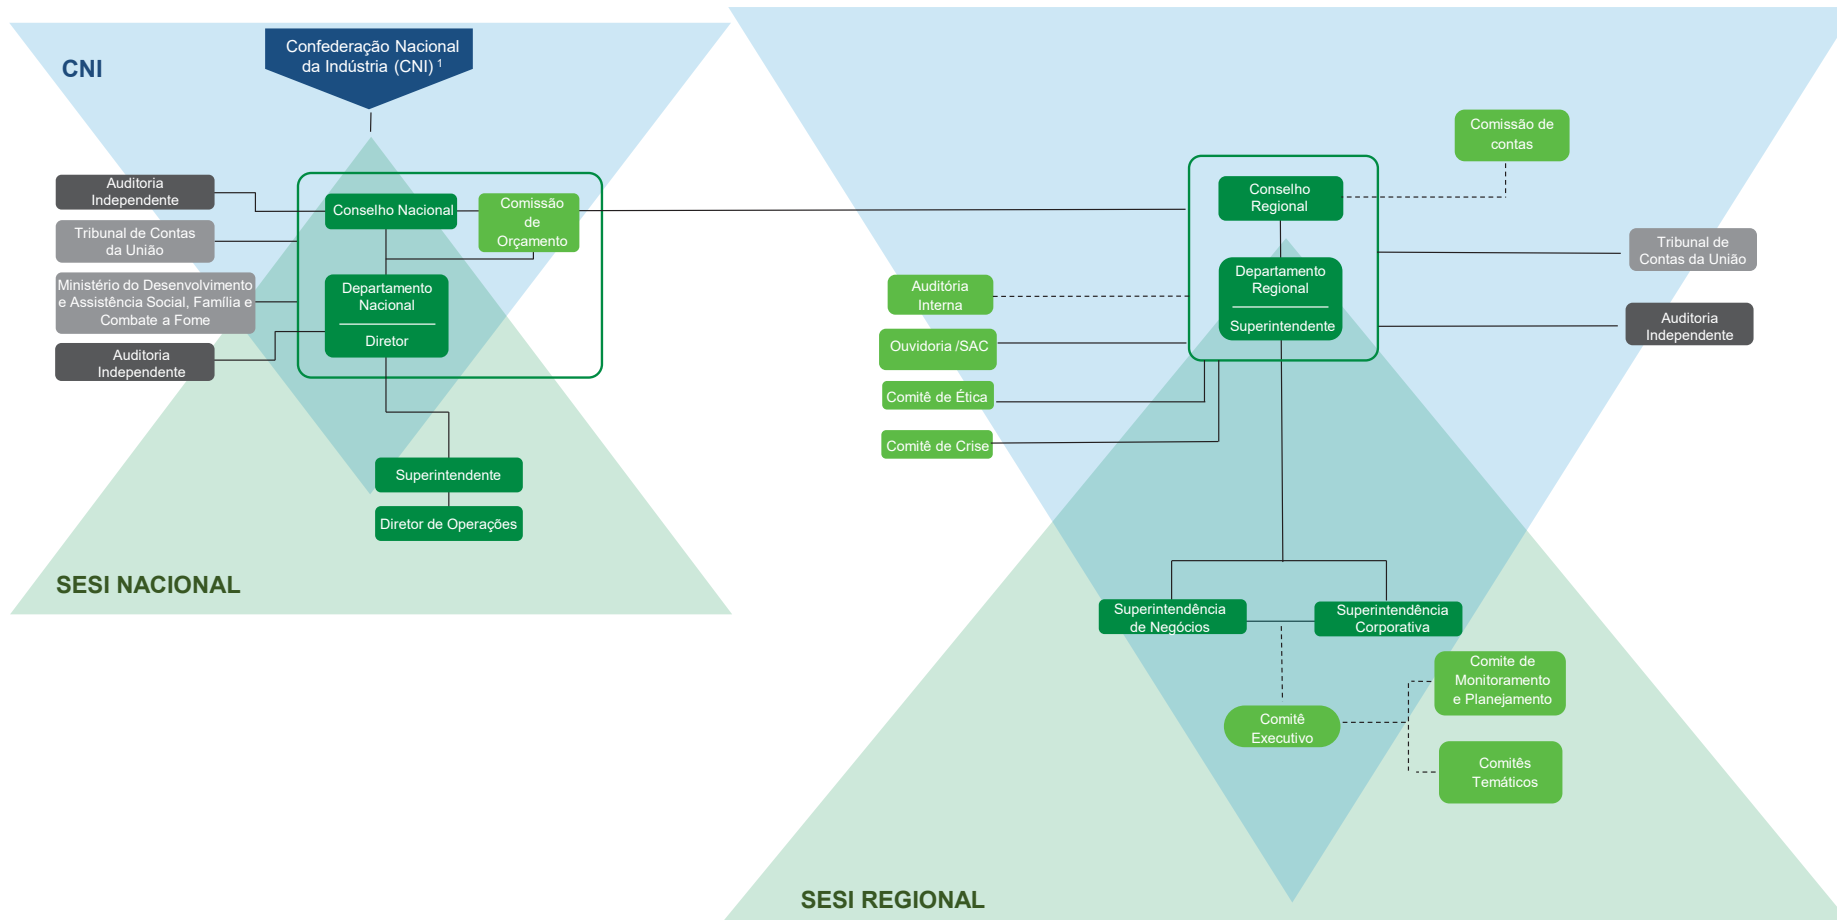 CNI
Confederação Nacional
da Indústria (CNI) 1
Auditoria
Independente
Tribunal de Contas
da União
Ministério do Desenvolvimento
e Assistência Social, Família e
Combate a Fome
Auditoria
Independente
Conselho Nacional
Comissão
de
Orçamento
Departamento
Nacional
Diretor
Superintendente
Diretor de Operações
SESI NACIONAL
Comissão de
contas
Conselho
Regional
Departamento
Regional
Superintendente
Tribunal de
Contas da União
Auditoria
Independente
Auditória
Interna
Ouvidoria /SAC
Comitê de Ética
Comitê de Crise
Superintendência
de Negócios
Superintendência
Corporativa
Comitê
Executivo
Comite de
Monitoramento
e Planejamento
Comitês
Temáticos
SESI REGIONAL